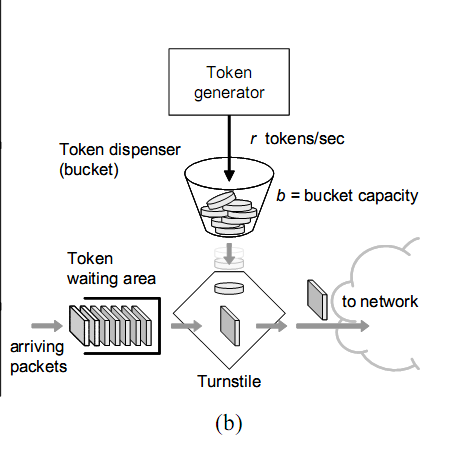 Token
generator
r tokens/sec
Token dispenser
(bucket)
b = bucket capacity
Token
waiting area
to network
arriving
packets
Turnstile
(b)